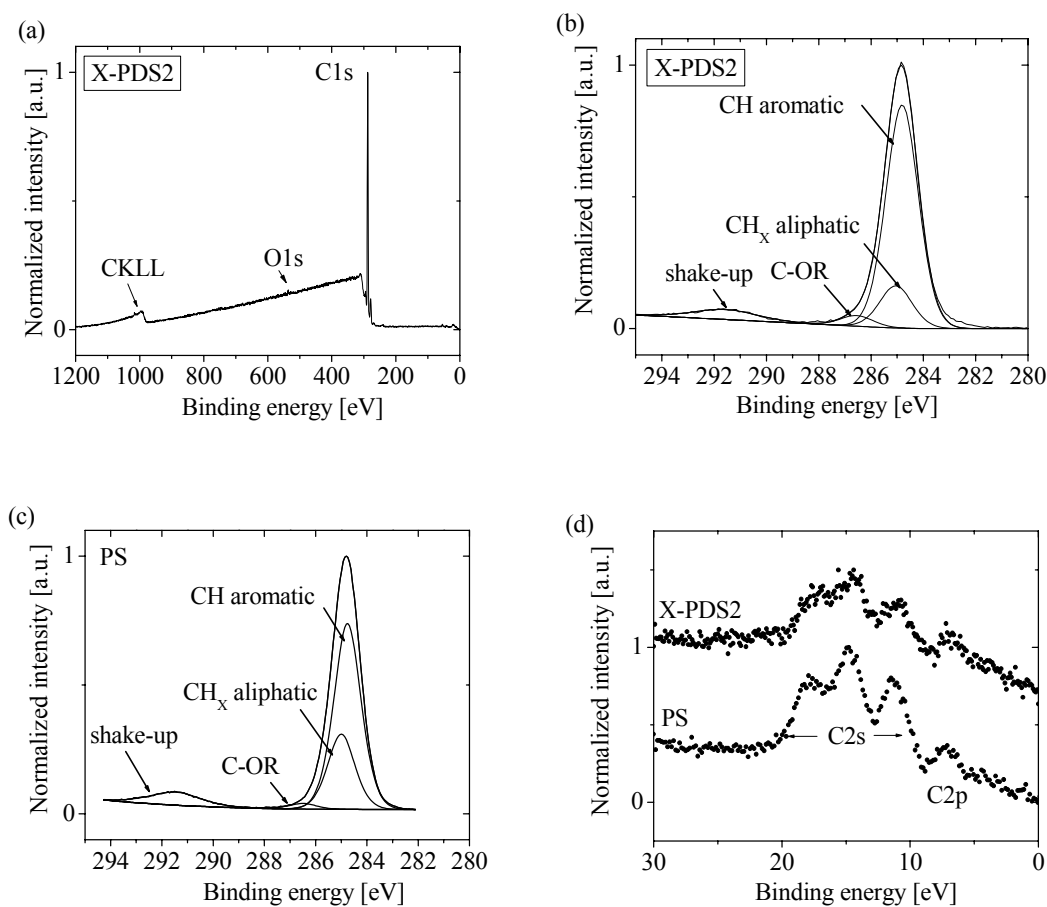 (a)
X-PDS2
C1s
O1s
CKLL
1
0
1200 1000 800 600 400 200 0
Binding energy [eV]
Normalized intensity [a.u.]
(b)
X-PDS2
CH aromatic
CH_X aliphatic
C-OR
shake-up
1
0
294 292 290 288 286 284 282 280
Binding energy [eV]
Normalized intensity [a.u.]
(c)
PS
CH aromatic
CH_X aliphatic
shake-up
C-OR
1
0
294 292 290 288 286 284 282 280
Binding energy [eV]
Normalized intensity [a.u.]
(d)
X-PDS2
PS
C2s
C2p
1
0
30 20 10 0
Binding energy [eV]
Normalized intensity [a.u.]